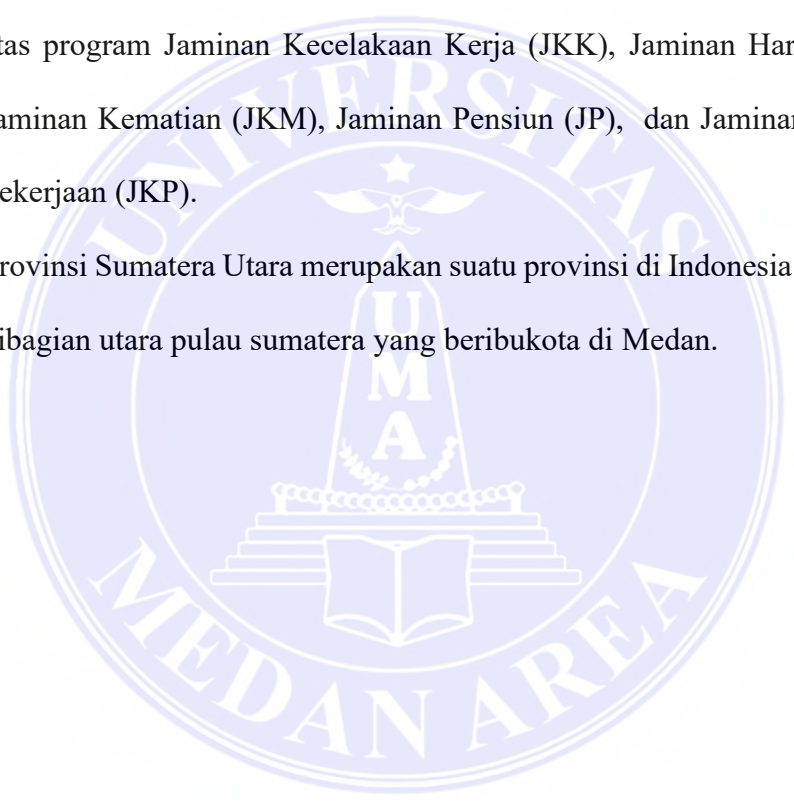 tas program Jaminan Kecelakaan Kerja (JKK), Jaminan Har
aminan Kematian (JKM), Jaminan Pensiun (JP), dan Jaminan
ekerjaan (JKP).
rovinsi Sumatera Utara merupakan suatu provinsi di Indonesia
ibagian utara pulau sumatera yang beribukota di Medan.
UNIVERSITAS
U
M
A
MEDAN AREA